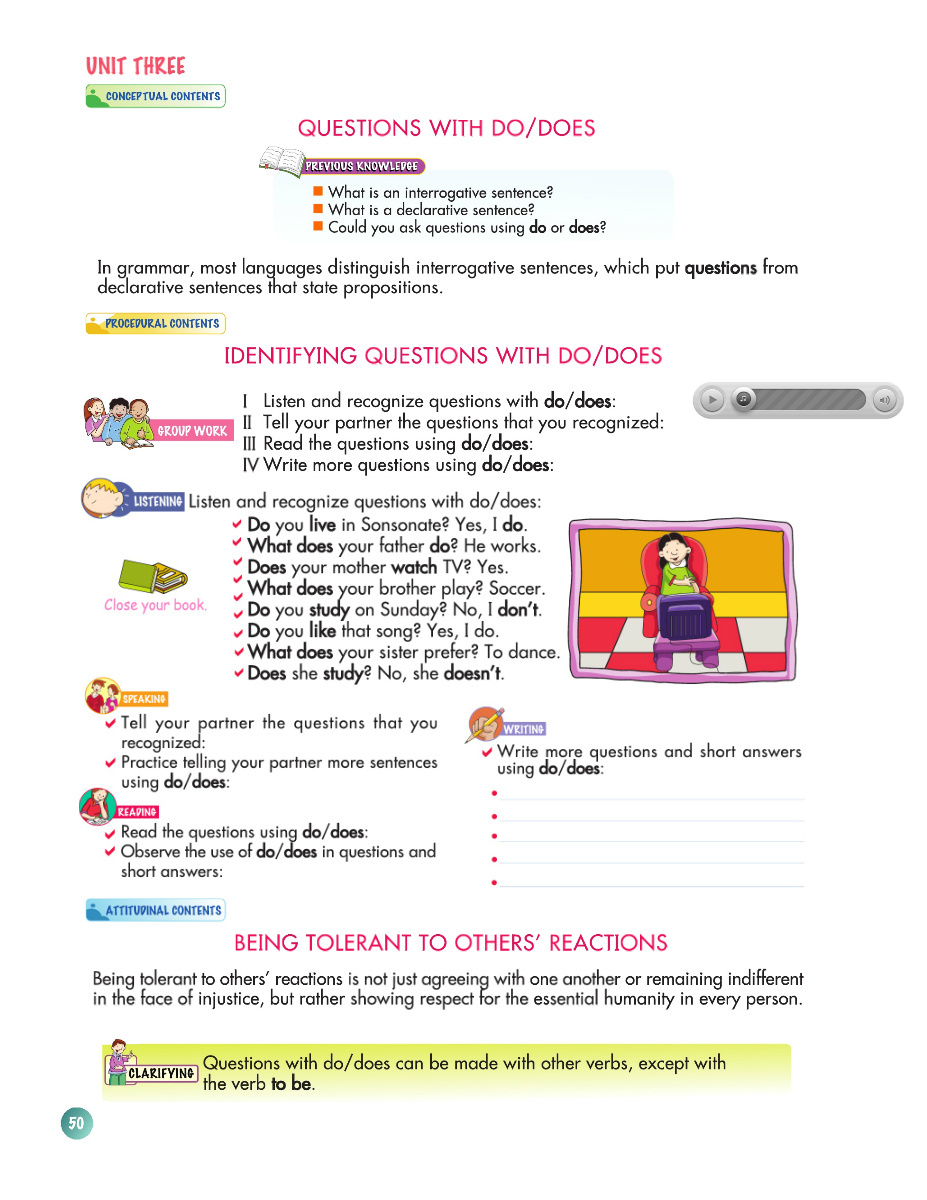 UNIT THREE
CONCEPTUAL CONTENTS
QUESTIONS WITH DO/DOES
PREVIOUS KNOWLEDGE
What is an interrogative sentence?
What is a declarative sentence?
Could you ask questions using do or does?
In grammar, most languages distinguish interrogative sentences, which put questions from
declarative sentences that state propositions.
PROCEDURAL CONTENTS
IDENTIFYING QUESTIONS WITH DO/DOES
GROUP WORK
I Listen and recognize questions with do/does:
II Tell your partner the questions that you recognized:
III Read the questions using do/does:
IV Write more questions using do/does:
LISTENING Listen and recognize questions with do/does:
Do you live in Sonsonate? Yes, I do.
What does your father do? He works.
Does your mother watch TV? Yes.
What does your brother play? Soccer.
Do you study on Sunday? No, I don't.
Do you like that song? Yes, I do.
What does your sister prefer? To dance.
Does she study? No, she doesn't.
Close your book.
SPEAKING
Tell your partner the questions that you
recognized:
Practice telling your partner more sentences
using do/does:
READING
Read the questions using do/does:
Observe the use of do/does in questions and
short answers:
WRITING
Write more questions and short answers
using do/does:
ATTITUDINAL CONTENTS
BEING TOLERANT TO OTHERS' REACTIONS
Being tolerant to others' reactions is not just agreeing with one another or remaining indifferent
in the face of injustice, but rather showing respect for the essential humanity in every person.
CLARIFYING
Questions with do/does can be made with other verbs, except with
the verb to be.
50